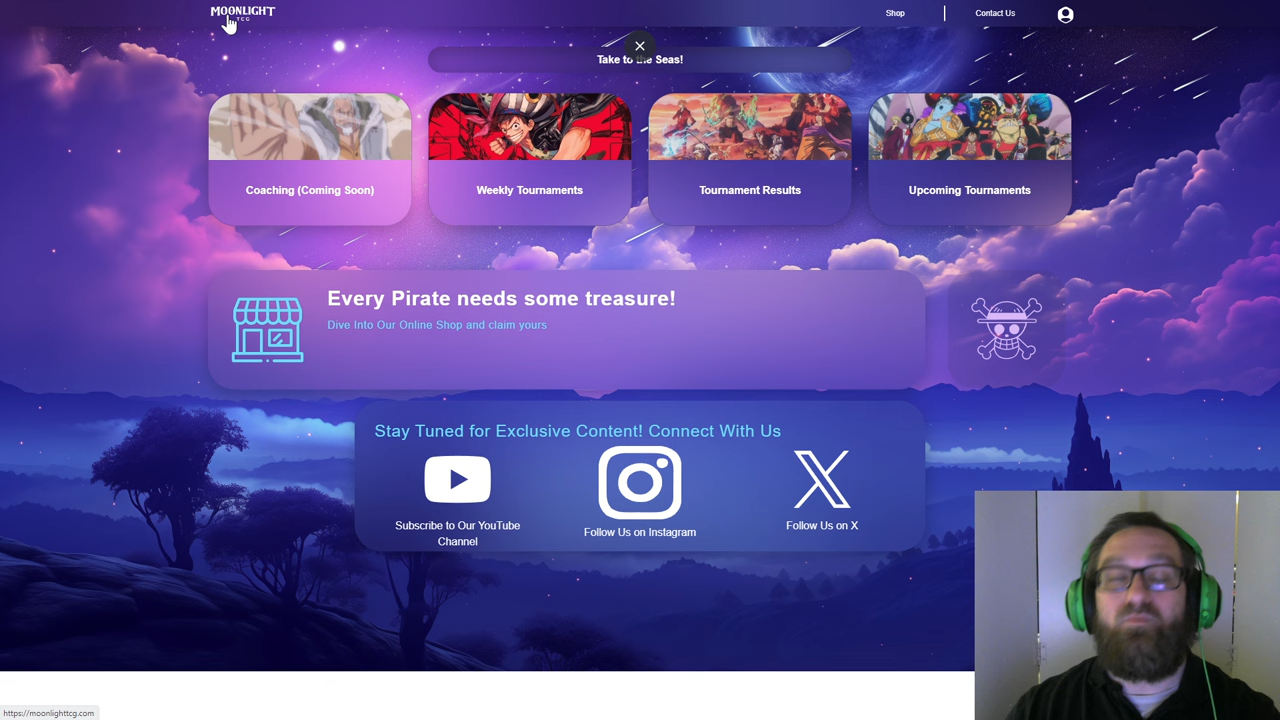 MOONLIGHT
TCG
Shop
Contact Us
Take to the Seas!
Coaching (Coming Soon)
Weekly Tournaments
Tournament Results
Upcoming Tournaments
Every Pirate needs some treasure!
Dive Into Our Online Shop and claim yours
Stay Tuned for Exclusive Content! Connect With Us
Subscribe to Our YouTube
Channel
Follow Us on Instagram
Follow Us on X
https://moonlighttcg.com